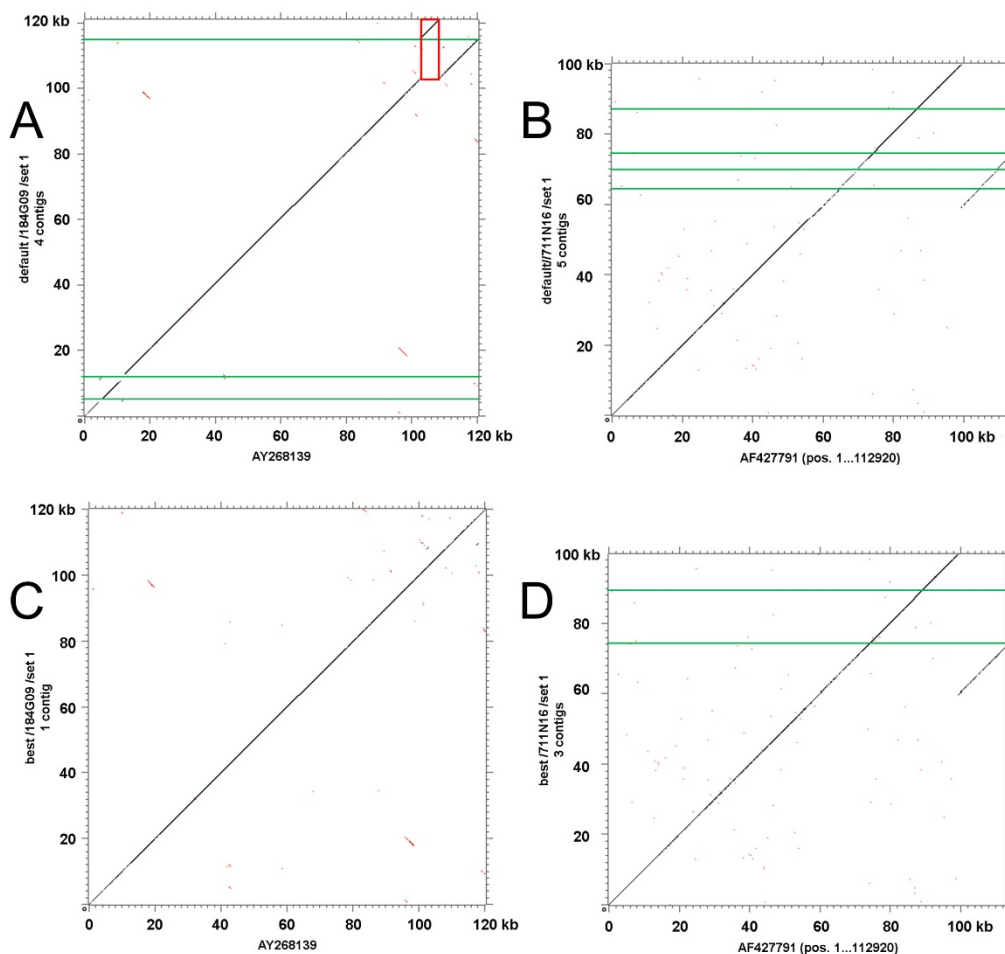 A
120 kb
100
80
60
40
20
0
default /184G09 /set 1
4 contigs
0 20 40 60 80 100 120 kb
AY268139
B
100 kb
80
60
40
20
0
default//711N16 /set 1
5 contigs
0 20 40 60 80 100 kb
AF427791 (pos. 1...112920)
C
120 kb
100
80
60
40
20
0
best /184G09 /set 1
1 contig
0 20 40 60 80 100 120 kb
AY268139
D
100 kb
80
60
40
20
0
best /711N16 /set 1
3 contigs
0 20 40 60 80 100 kb
AF427791 (pos. 1...112920)